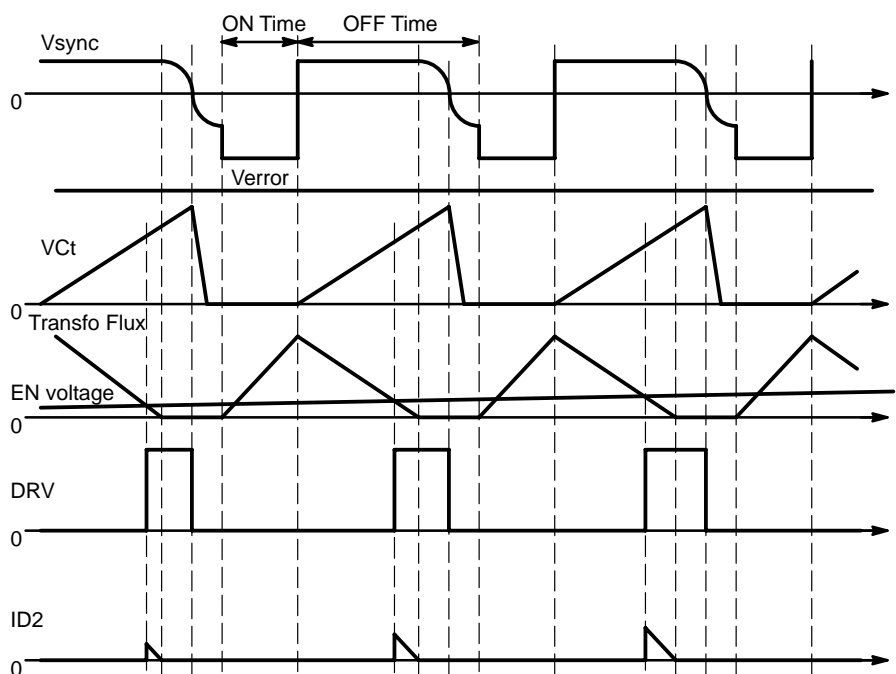 ON Time
OFF Time
Vsync
0
Verror
VCt
0
Transfo Flux
EN voltage
0
DRV
0
ID2
0